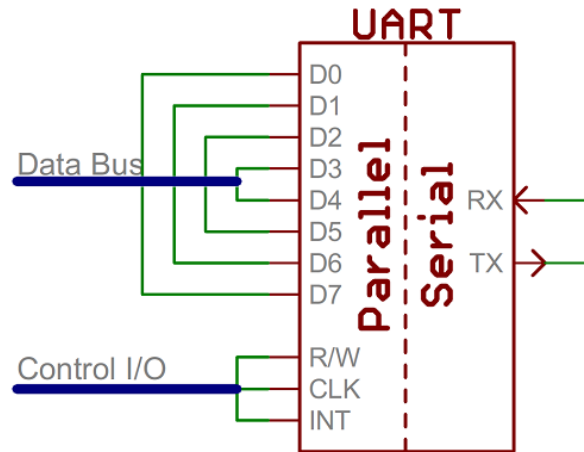 UART
D0
D1
D2
Data Bus
D3
D4
D5
D6
D7
Parallel
Serial
RX
TX
Control I/O
R/W
CLK
INT